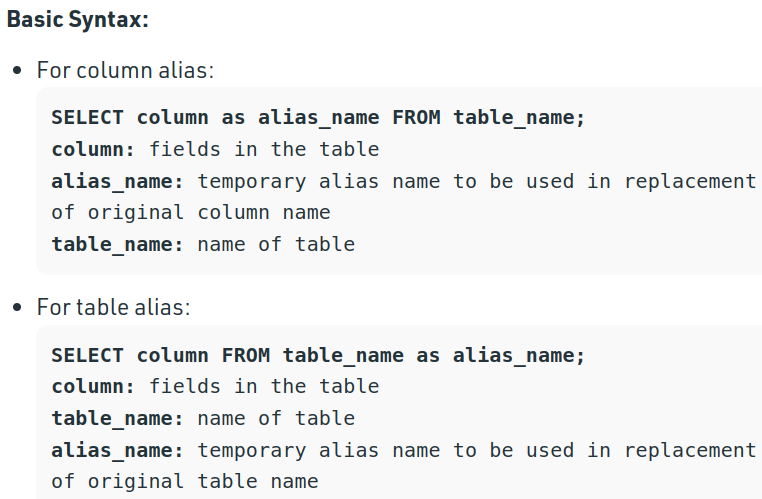 Basic Syntax:
• For column alias:
SELECT column as alias_name FROM table_name;
column: fields in the table
alias_name: temporary alias name to be used in replacement
of original column name
table_name: name of table
• For table alias:
SELECT column FROM table_name as alias_name;
column: fields in the table
table_name: name of table
alias_name: temporary alias name to be used in replacement
of original table name